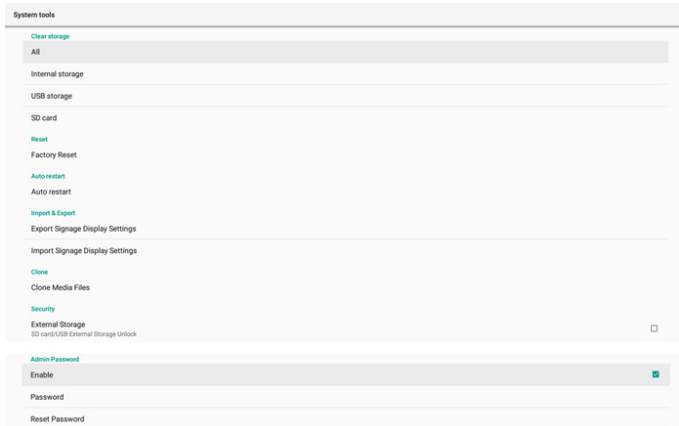 System tools
Clear storage
All
Internal storage
USB storage
SD card
Reset
Factory Reset
Auto restart
Auto restart
Import & Export
Export Signage Display Settings
Import Signage Display Settings
Clone
Clone Media Files
Security
External Storage
SD card/USB External Storage Unlock
Admin Password
Enable
Password
Reset Password